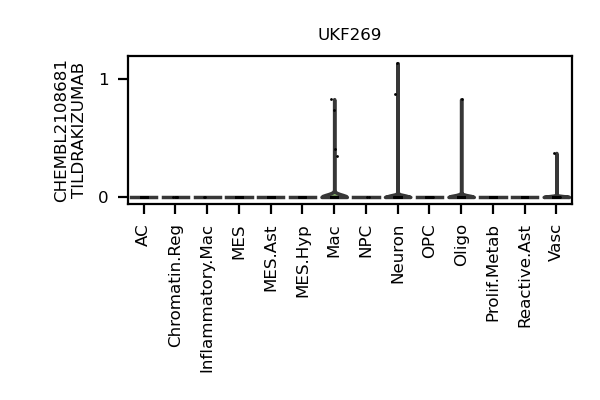 UKF269
CHEMBL2108681
TILDRAKIZUMAB
1
0
AC
Chromatin.Reg
Inflammatory.Mac
MES
MES.Ast
MES.Hyp
Mac
NPC
Neuron
OPC
Oligo
Prolif.Metab
Reactive.Ast
Vasc